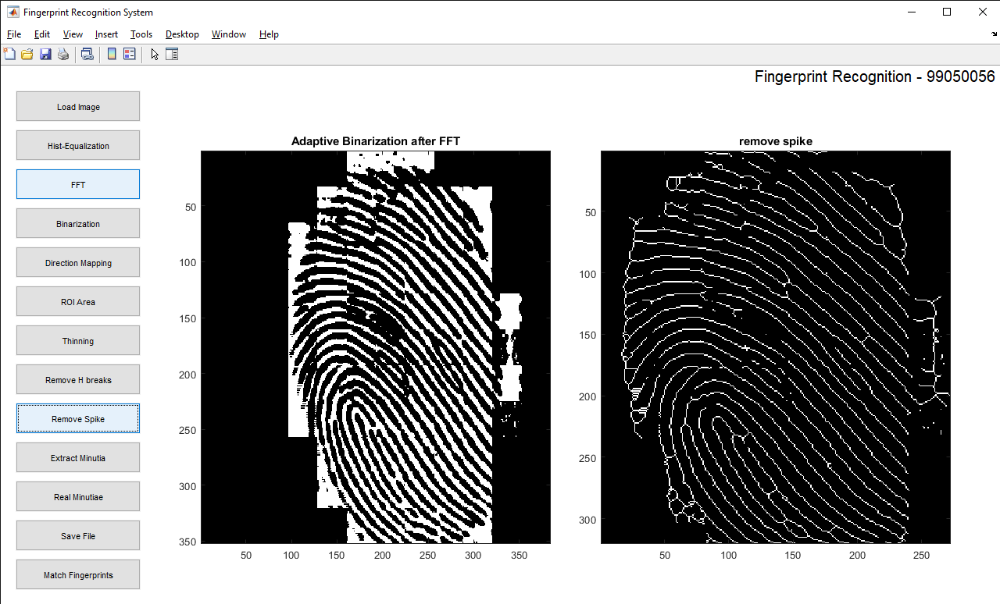 Fingerprint Recognition System
File Edit View Insert Tools Desktop Window Help
Fingerprint Recognition - 99050056
Load Image
Hist-Equalization
FFT
Binarization
Direction Mapping
ROI Area
Thinning
Remove H breaks
Remove Spike
Extract Minutia
Real Minutiae
Save File
Match Fingerprints
Adaptive Binarization after FFT
50
100
150
200
250
300
350
50 100 150 200 250 300 350
remove spike
50
100
150
200
250
300
50 100 150 200 250